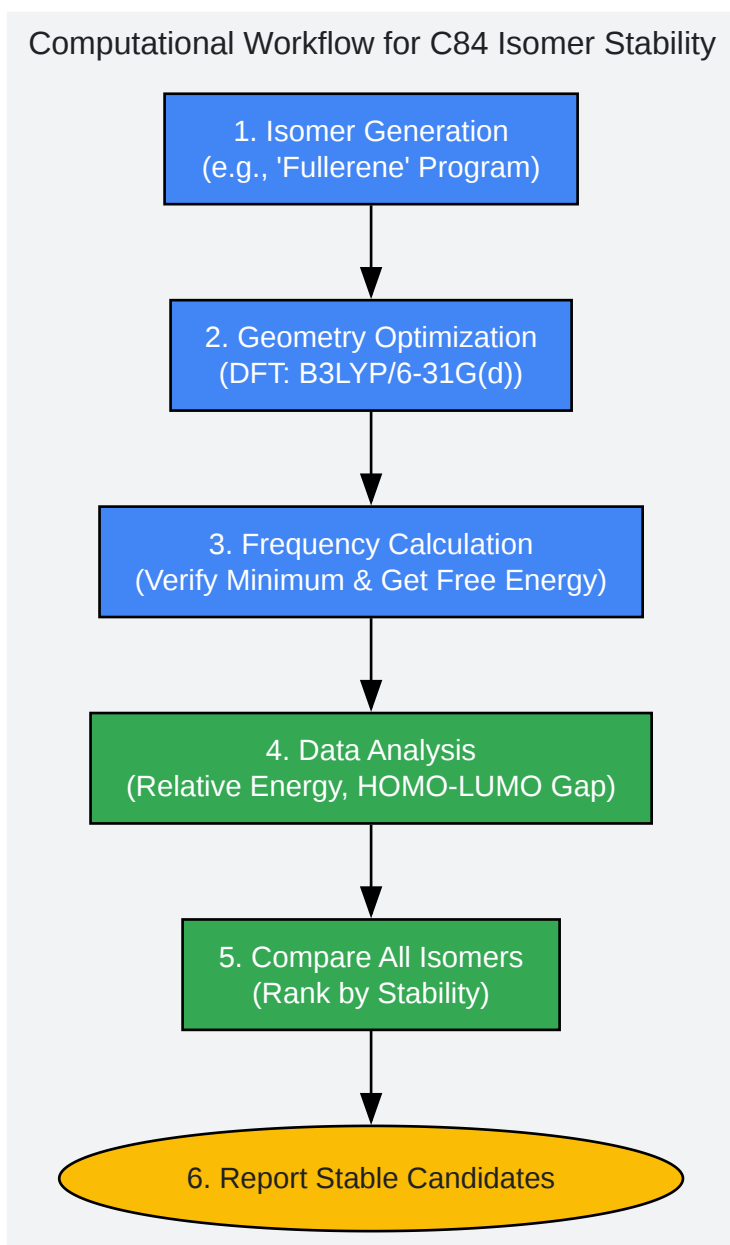 Computational Workflow for C84 Isomer Stability
1. Isomer Generation
(e.g., 'Fullerene' Program)
2. Geometry Optimization
(DFT: B3LYP/6-31G(d))
3. Frequency Calculation
(Verify Minimum & Get Free Energy)
4. Data Analysis
(Relative Energy, HOMO-LUMO Gap)
5. Compare All Isomers
(Rank by Stability)
6. Report Stable Candidates